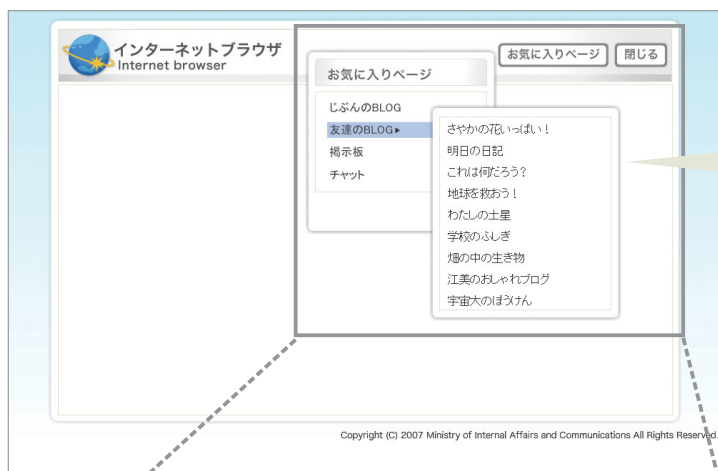 インターネットブラウザ
Internet browser
お気に入りページ
閉じる
お気に入りページ
じぶんのBLOG
友達のBLOG▶
掲示板
チャット
さやかの花いっぱい！
明日の日記
これは何だろう？
地球を救おう！
わたしの土星
学校のふしぎ
畑の中の生き物
江美のおしゃれブログ
宇宙大のぼうけん
Copyright (C) 2007 Ministry of Internal Affairs and Communications All Rights Reserved.